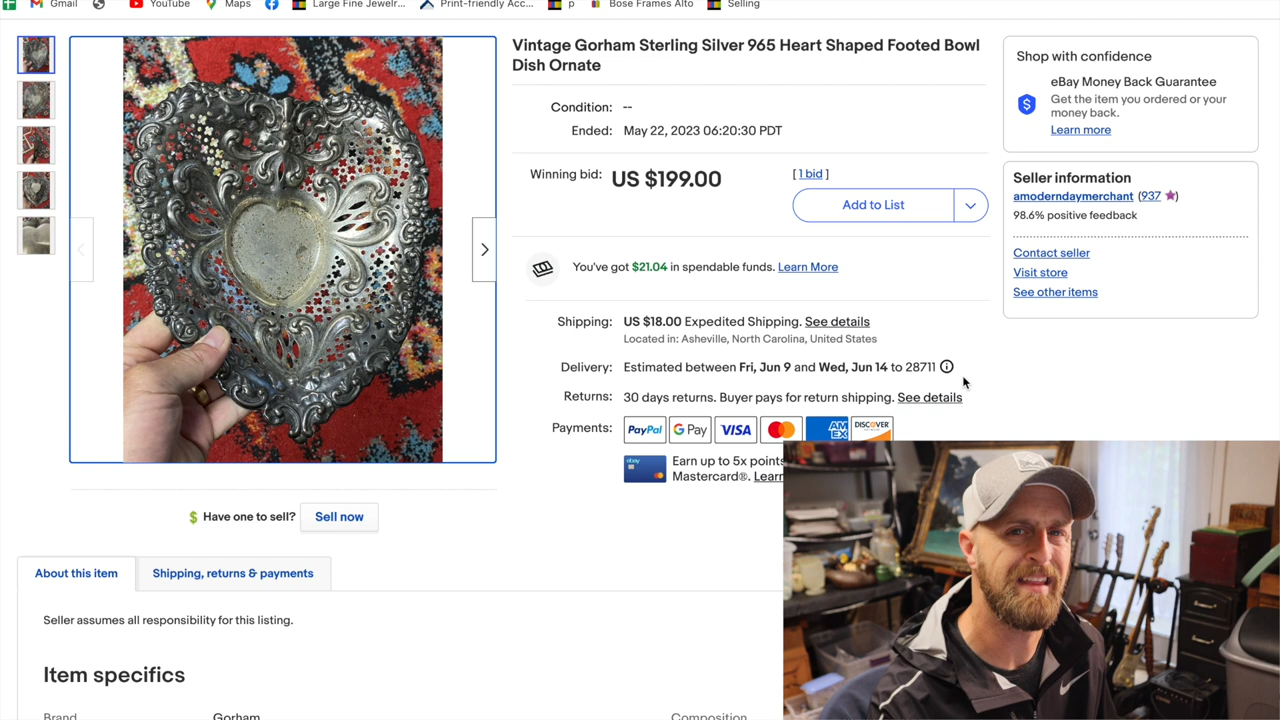 Gmail
YouTube
Maps
Large Fine Jewelr...
Print-friendly Acc...
p
Bose Frames Alto
Selling
Vintage Gorham Sterling Silver 965 Heart Shaped Footed Bowl
Dish Ornate
Condition: --
Ended: May 22, 2023 06:20:30 PDT
Winning bid: US $199.00 [ 1 bid ]
Add to List
You've got $21.04 in spendable funds. Learn More
Shipping: US $18.00 Expedited Shipping. See details
Located in: Asheville, North Carolina, United States
Delivery: Estimated between Fri, Jun 9 and Wed, Jun 14 to 28711
Returns: 30 days returns. Buyer pays for return shipping. See details
Payments: PayPal G Pay VISA AM EX DISCOVER
ebay
Earn up to 5x points
Mastercard®. Learn
Shop with confidence
eBay Money Back Guarantee
Get the item you ordered or your
money back.
Learn more
Seller information
amoderndaymerchant (937 )
98.6% positive feedback
Contact seller
Visit store
See other items
Have one to sell? Sell now
About this item
Shipping, returns & payments
Seller assumes all responsibility for this listing.
Item specifics
Brand Gorham Composition